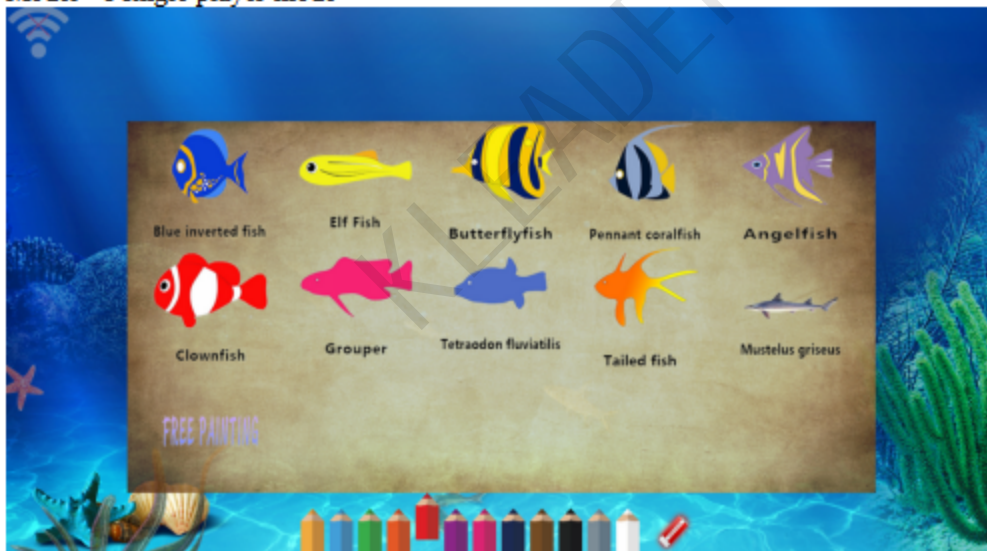 Blue inverted fish
Elf Fish
Butterflyfish
Pennant coralfish
Angelfish
Clownfish
Grouper
Tetraodon fluviatilis
Tailed fish
Mustelus griseus
FREE PAINTING